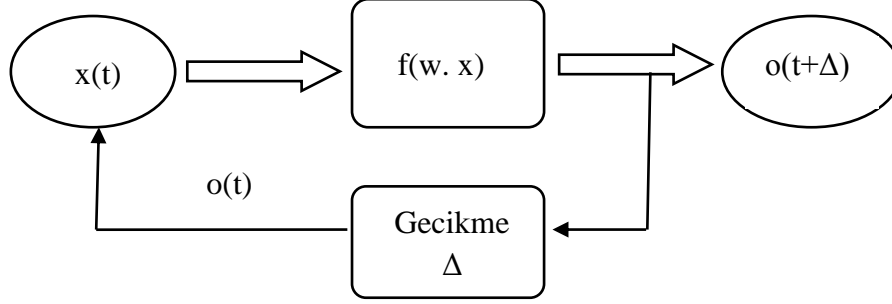 x(t)
f(w. x)
o(t+Δ)
o(t)
Gecikme
Δ